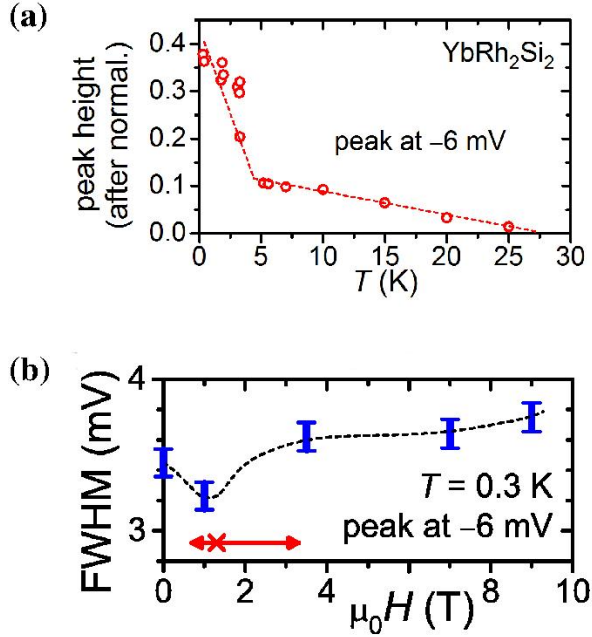 (a)
YbRh₂Si₂
peak height
(after normal.)
peak at –6 mV
0.4
0.3
0.2
0.1
0.0
0 5 10 15 20 25 30
T (K)
(b)
FWHM (mV)
4
3
T = 0.3 K
peak at –6 mV
0 2 4 6 8 10
μ₀H (T)